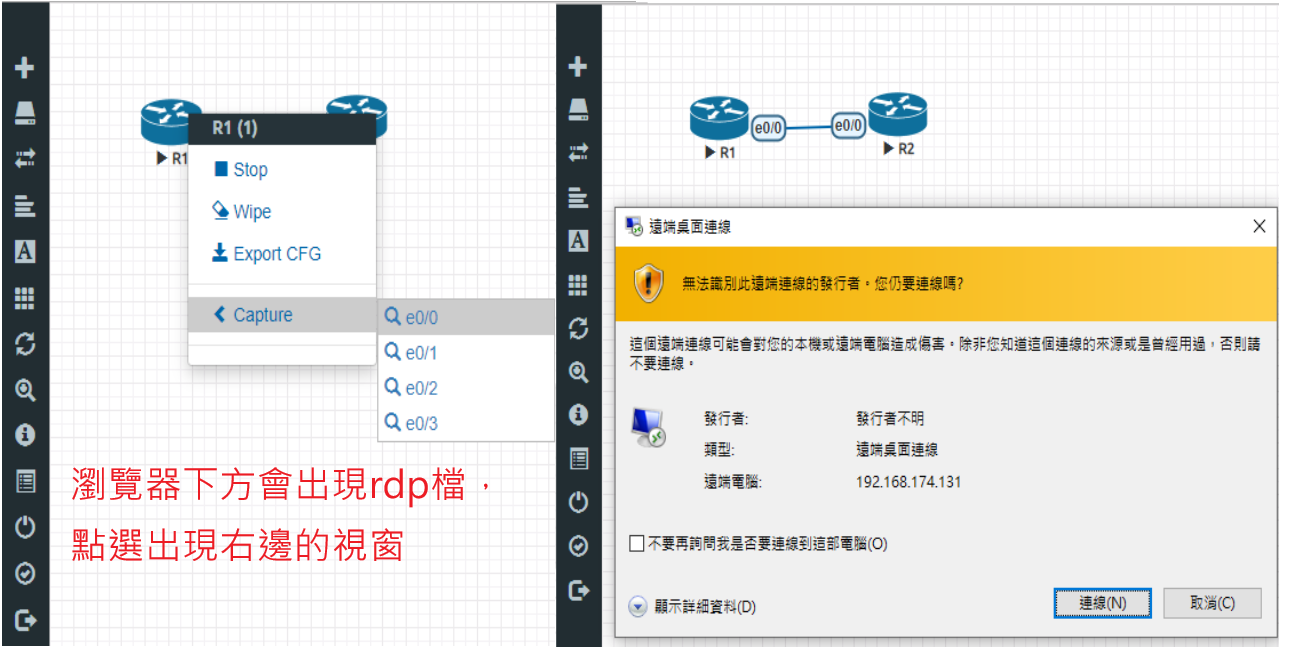 R1
R1 (1)
Stop
Wipe
Export CFG
Capture
e0/0
e0/1
e0/2
e0/3
瀏覽器下方會出現rdp檔，
點選出現右邊的視窗
e0/0
e0/0
R1
R2
遠端桌面連線
無法識別此遠端連線的發行者。您仍要連線嗎?
這個遠端連線可能會對您的本機或遠端電腦造成傷害。除非您知道這個連線的來源或是曾經用過，否則請
不要連線。
發行者: 發行者不明
類型: 遠端桌面連線
遠端電腦: 192.168.174.131
不要再詢問我是否要連線到這部電腦(O)
顯示詳細資料(D)
連線(N)
取消(C)